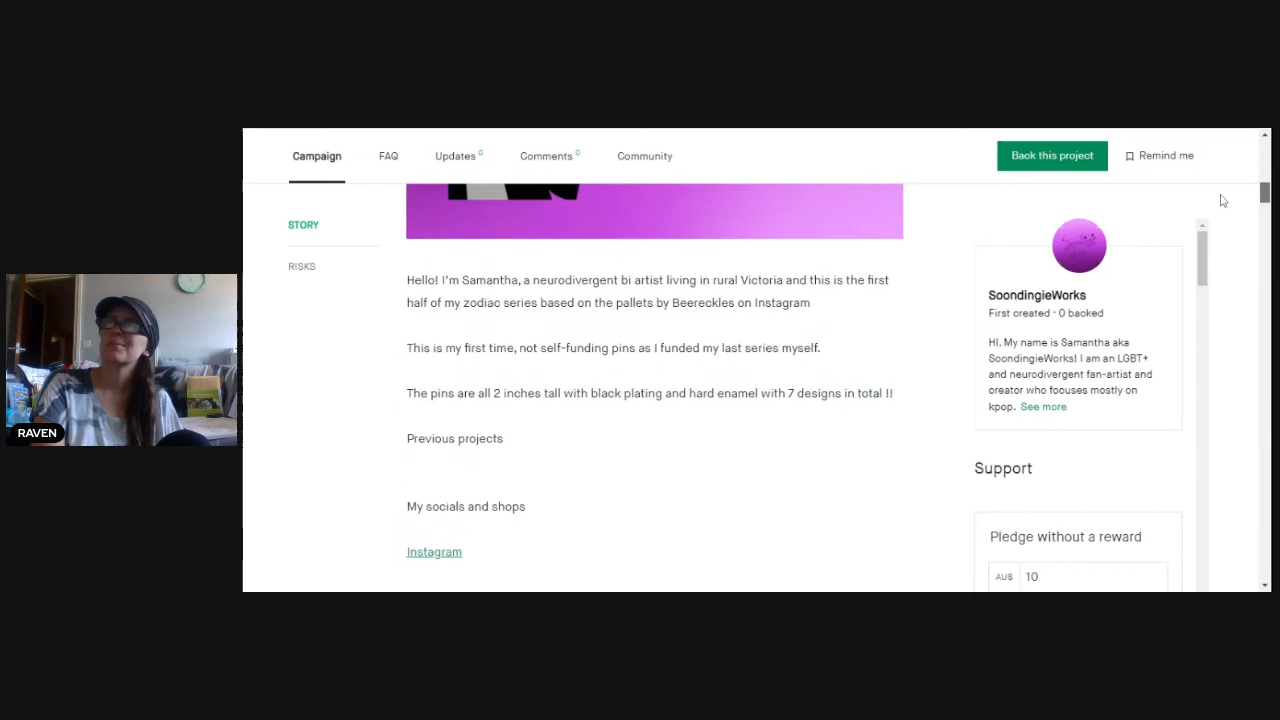 Campaign
FAQ
Updates 0
Comments 0
Community
Back this project
Remind me
STORY
RISKS
Hello! I'm Samantha, a neurodivergent bi artist living in rural Victoria and this is the first
half of my zodiac series based on the pallets by Beereckles on Instagram
This is my first time, not self-funding pins as I funded my last series myself.
The pins are all 2 inches tall with black plating and hard enamel with 7 designs in total !!
Previous projects
My socials and shops
Instagram
SoondingieWorks
First created · 0 backed
HI. My name is Samantha aka
SoondingieWorks! I am an LGBT+
and neurodivergent fan-artist and
creator who focuses mostly on
kpop. See more
Support
Pledge without a reward
AU$ 10
RAVEN